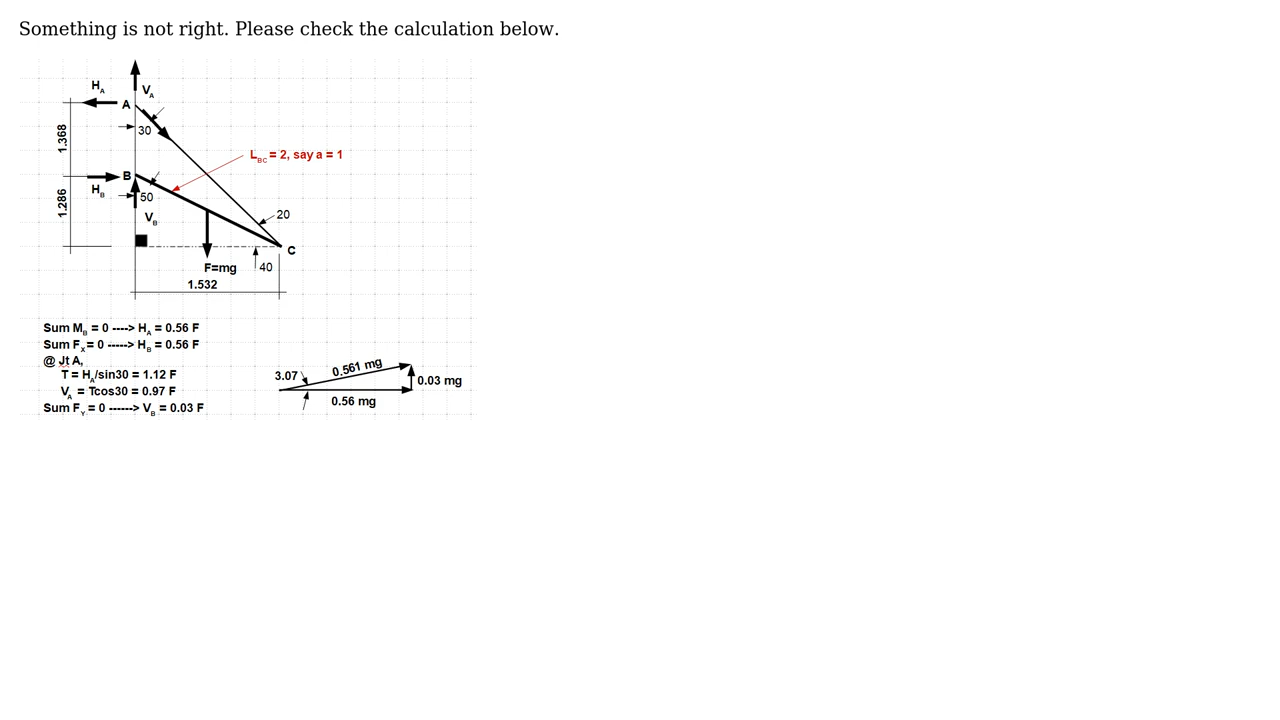 Something is not right. Please check the calculation below.
H_A
V_A
A
30
1.368
L_BC = 2, say a = 1
B
H_B
50
1.286
V_B
20
C
F=mg
40
1.532
Sum M_B = 0 ----> H_A = 0.56 F
Sum F_X = 0 -----> H_B = 0.56 F
@ Jt A,
T = H_A/sin30 = 1.12 F
V_A = Tcos30 = 0.97 F
Sum F_Y = 0 ------> V_B = 0.03 F
3.07
0.561 mg
0.03 mg
0.56 mg